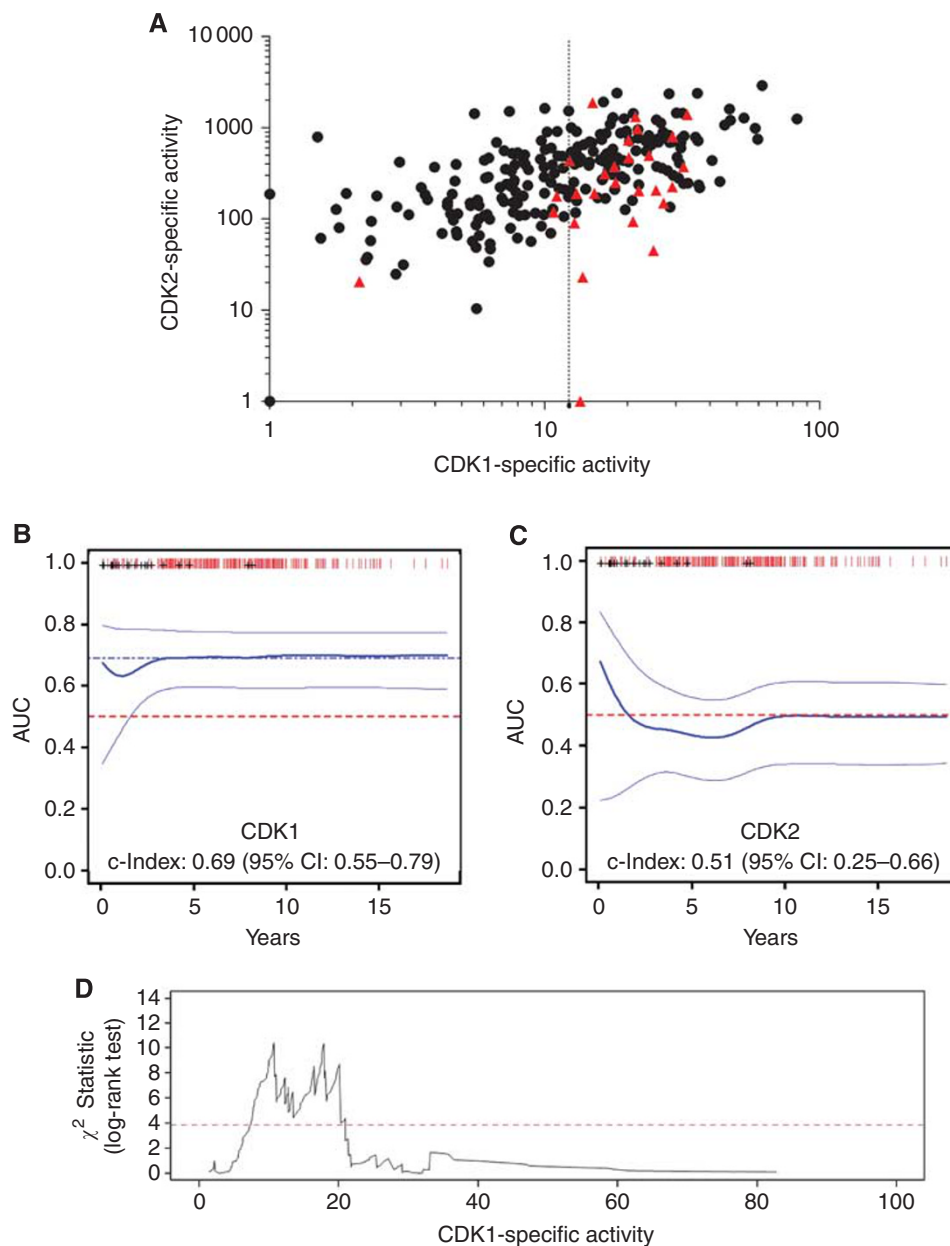 A
10 000
1000
100
10
1
CDK2-specific activity
1 10 100
CDK1-specific activity
B
1.0
0.8
0.6
0.4
0.2
0.0
AUC
CDK1
c-Index: 0.69 (95% CI: 0.55–0.79)
0 5 10 15
Years
C
1.0
0.8
0.6
0.4
0.2
0.0
AUC
CDK2
c-Index: 0.51 (95% CI: 0.25–0.66)
0 5 10 15
Years
D
14
12
10
8
6
4
2
0
χ² Statistic
(log-rank test)
0 20 40 60 80 100
CDK1-specific activity